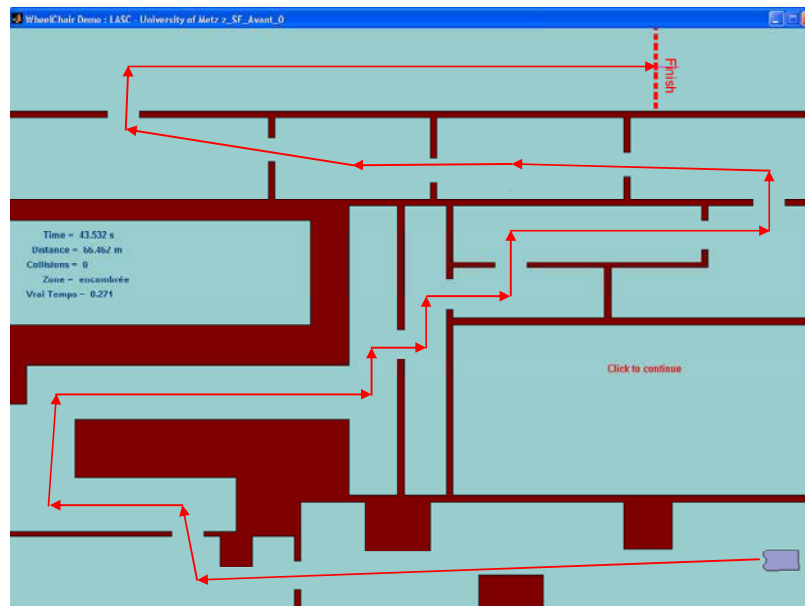 WheelChair Demo : LASC - University of Metz z_SF_Avant_0
Finish
Time = 43.532 s
Distance = 66.462 m
Collisions = 0
Zone = encombrée
Vrai Temps = 0.271
Click to continue